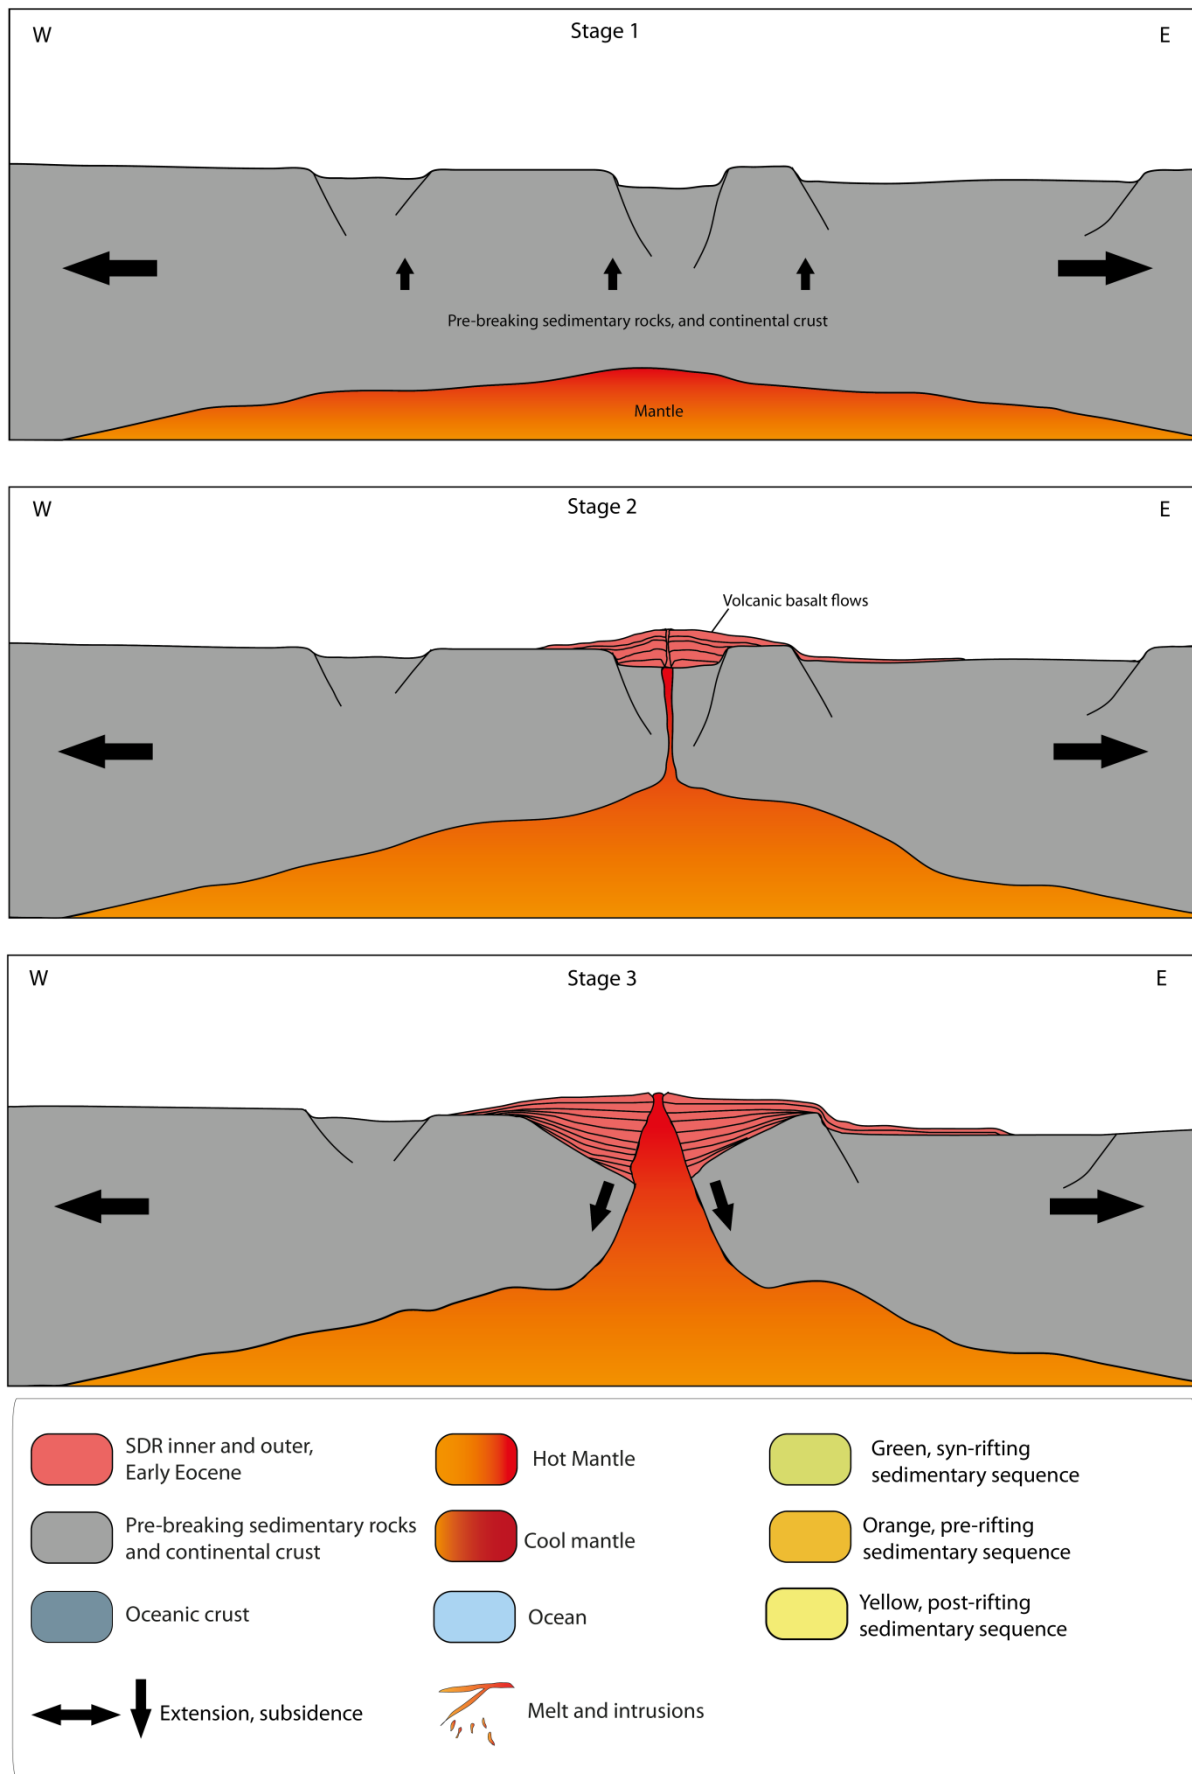 W
Stage 1
E
Pre-breaking sedimentary rocks, and continental crust
Mantle
W
Stage 2
E
Volcanic basalt flows
W
Stage 3
E
SDR inner and outer,
Early Eocene
Hot Mantle
Green, syn-rifting
sedimentary sequence
Pre-breaking sedimentary rocks
and continental crust
Cool mantle
Orange, pre-rifting
sedimentary sequence
Oceanic crust
Ocean
Yellow, post-rifting
sedimentary sequence
Extension, subsidence
Melt and intrusions